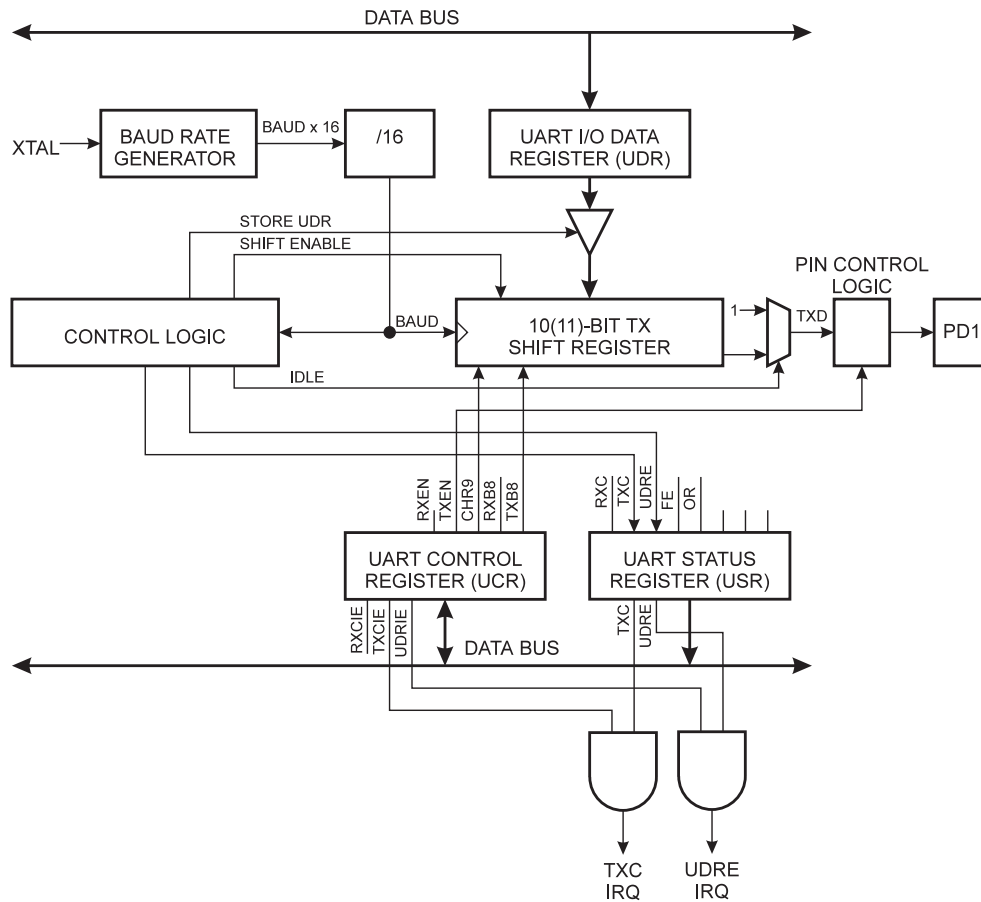 DATA BUS
XTAL
BAUD RATE
GENERATOR
BAUD x 16
/16
UART I/O DATA
REGISTER (UDR)
STORE UDR
SHIFT ENABLE
PIN CONTROL
LOGIC
CONTROL LOGIC
BAUD
10(11)-BIT TX
SHIFT REGISTER
1
TXD
PD1
IDLE
RXEN
TXEN
CHR9
RXB8
TXB8
RXC
TXC
UDRE
FE
OR
UART CONTROL
REGISTER (UCR)
UART STATUS
REGISTER (USR)
RXCIE
TXCIE
UDRIE
TXC
UDRE
DATA BUS
TXC
IRQ
UDRE
IRQ